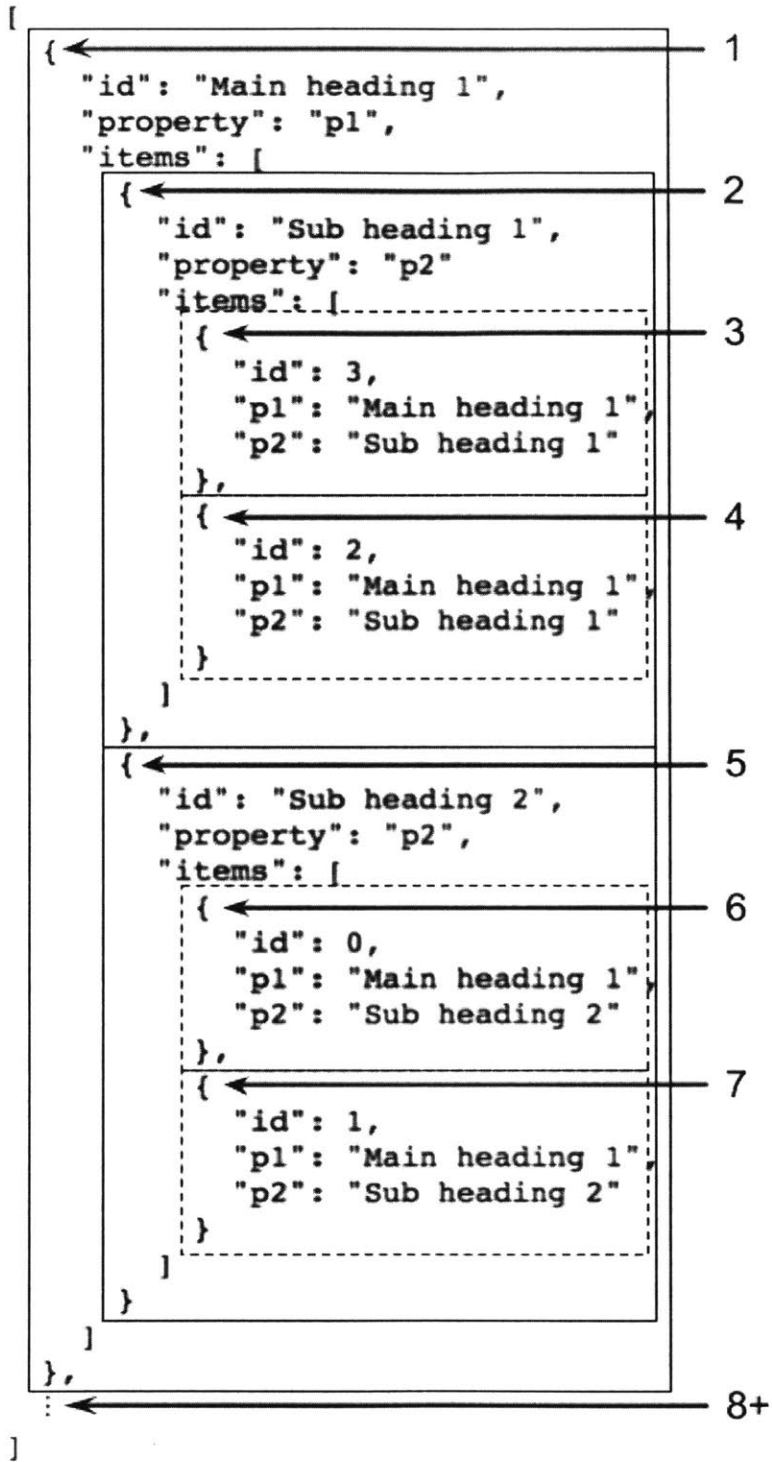 [
{ 1
"id": "Main heading 1",
"property": "p1",
"items": [
{ 2
"id": "Sub heading 1",
"property": "p2"
"items": [
{ 3
"id": 3,
"p1": "Main heading 1",
"p2": "Sub heading 1"
},
{ 4
"id": 2,
"p1": "Main heading 1",
"p2": "Sub heading 1"
}
]
},
{ 5
"id": "Sub heading 2",
"property": "p2",
"items": [
{ 6
"id": 0,
"p1": "Main heading 1",
"p2": "Sub heading 2"
},
{ 7
"id": 1,
"p1": "Main heading 1",
"p2": "Sub heading 2"
}
]
}
]
},
⋮ 8+
]